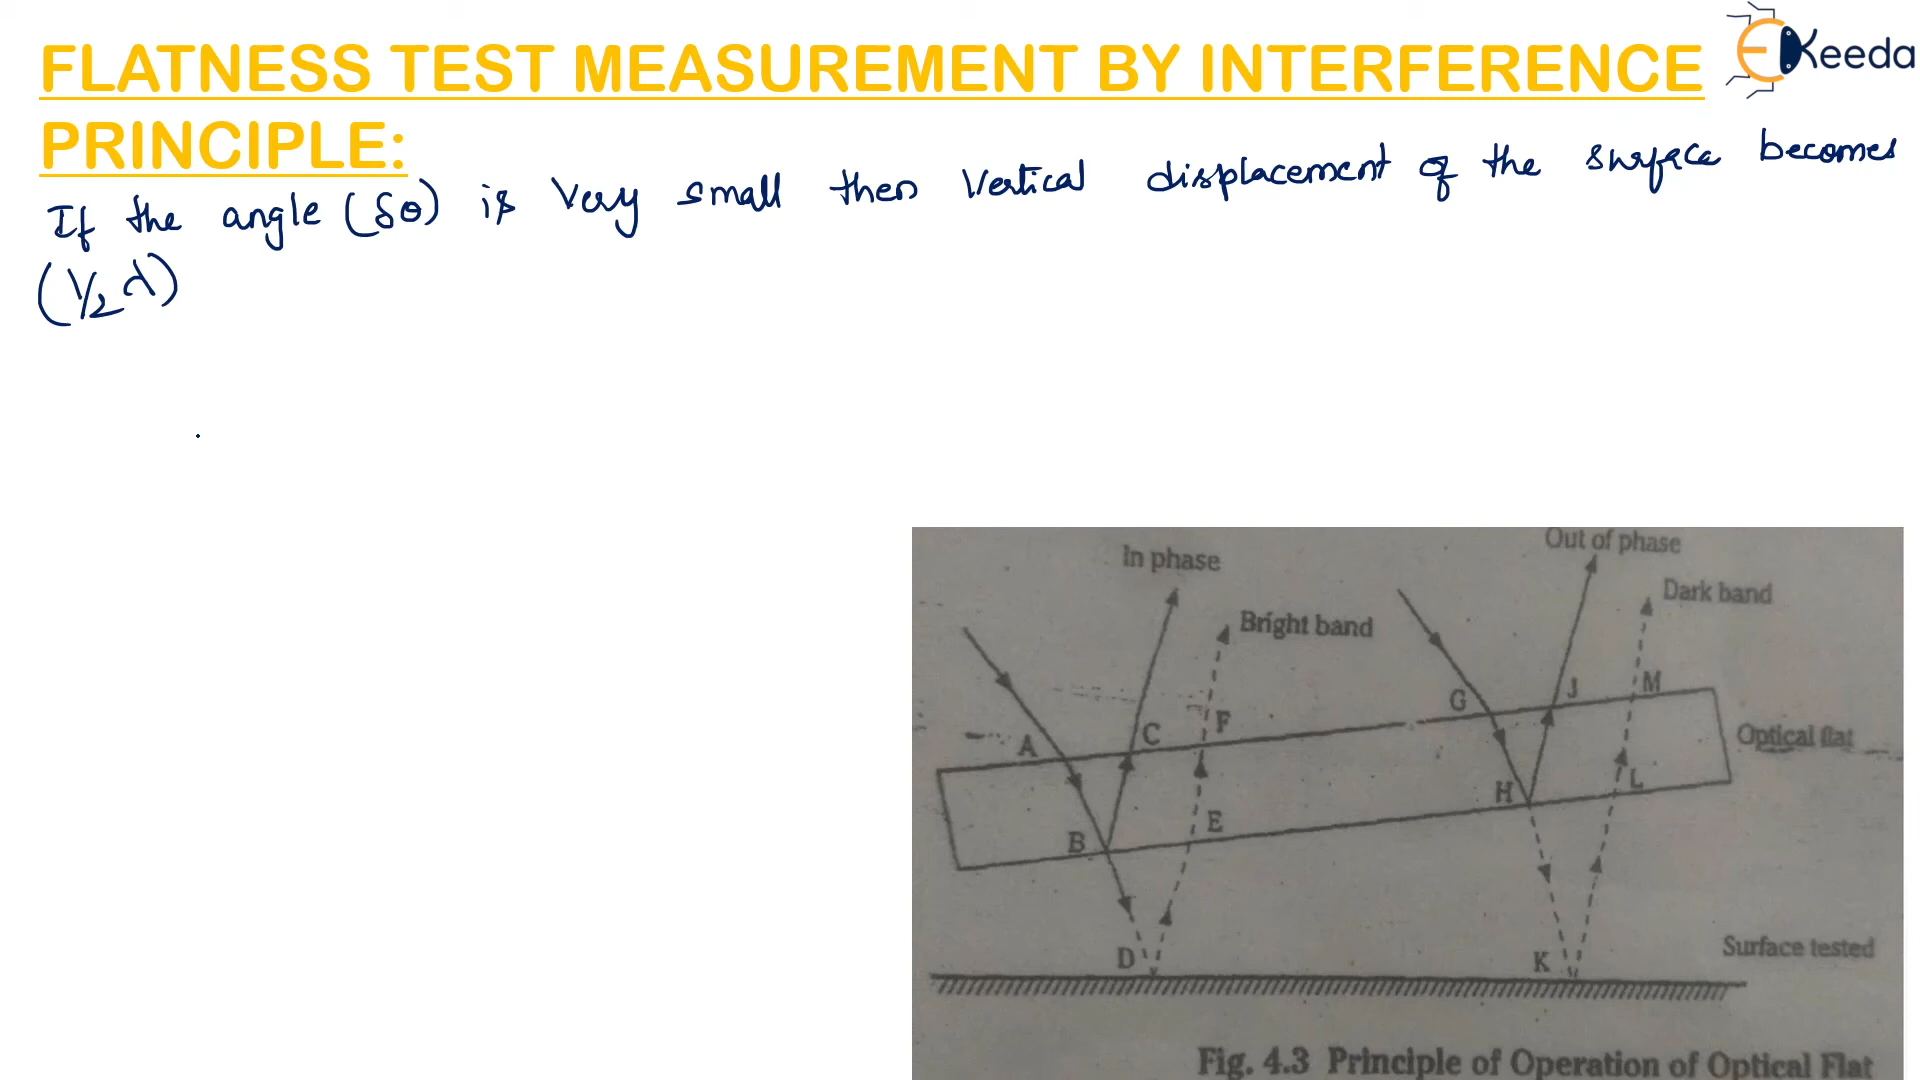 FLATNESS TEST MEASUREMENT BY INTERFERENCE
PRINCIPLE:
EKeeda
If the angle (δθ) is very small then vertical displacement of the surface becomes
(1/2 λ)
In phase
Out of phase
Bright band
Dark band
A
C
F
G
J
M
Optical flat
B
E
H
L
D
K
Surface tested
Fig. 4.3 Principle of Operation of Optical Flat